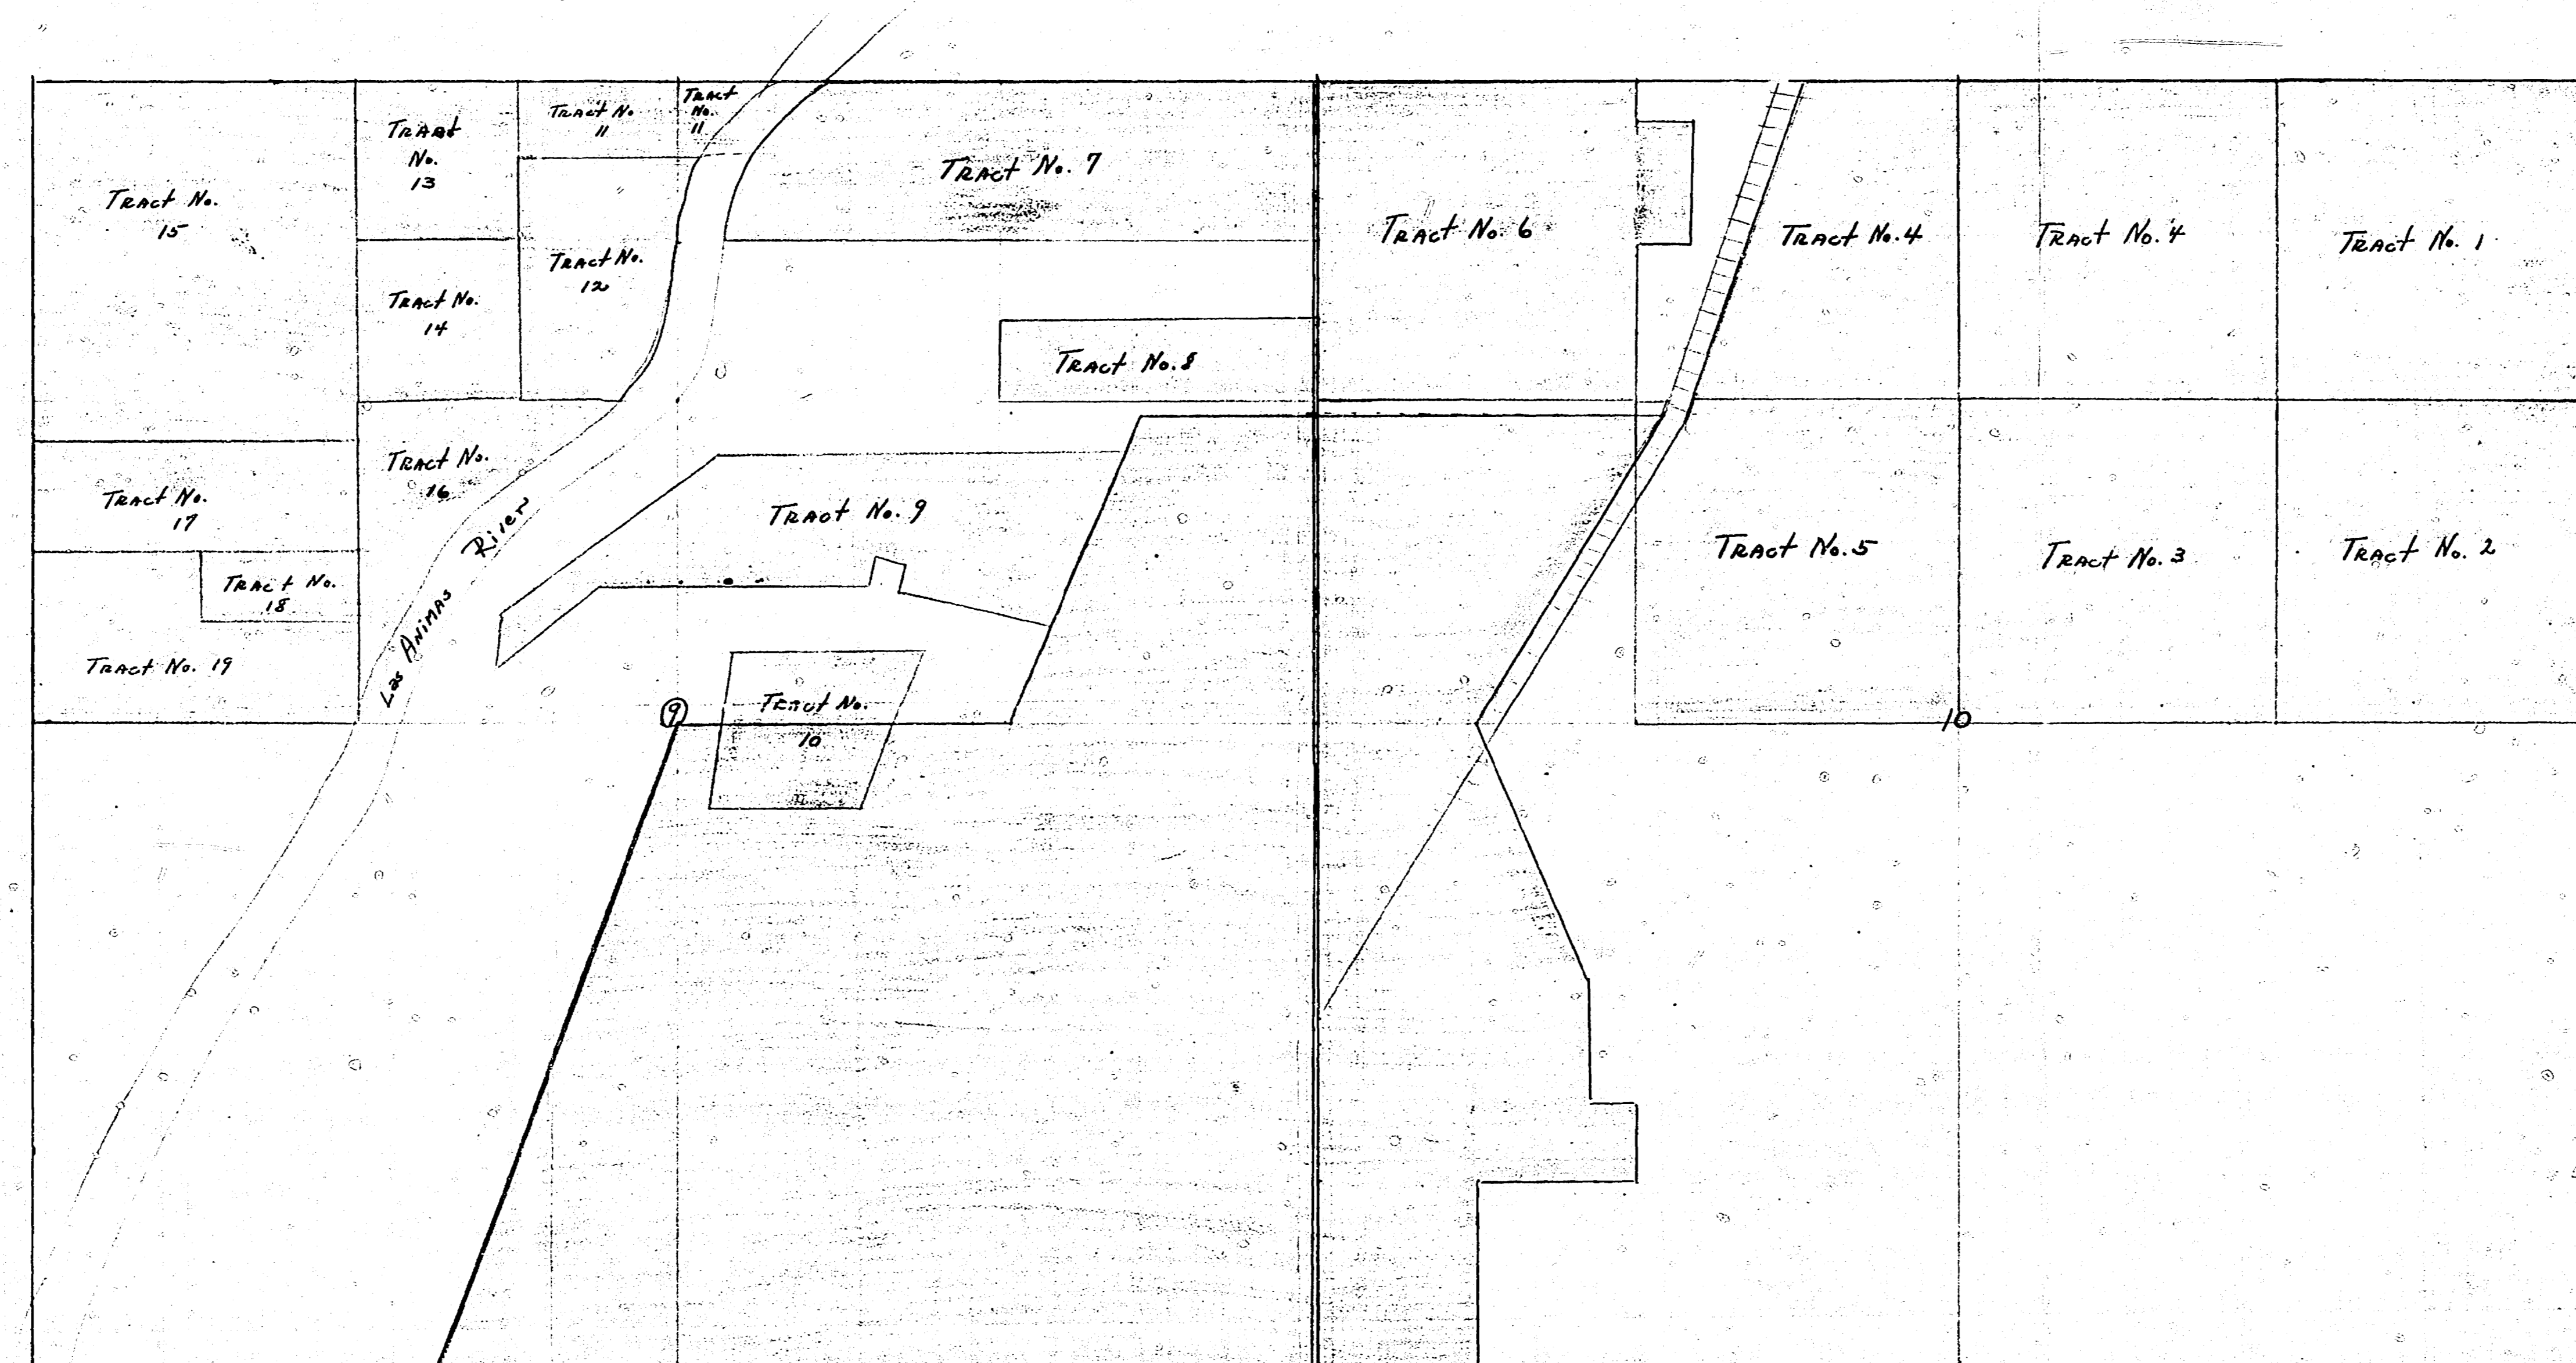 Tract No.
15
Tract
No.
13
Tract No
11
Tract
No.
11
Tract No. 7
Tract No. 6
Tract No. 4
Tract No. 4
Tract No. 1
Tract No.
12
Tract No.
14
Tract No. 8
Tract No.
16
Tract No.
17
Tract No. 9
Tract No. 5
Tract No. 3
Tract No. 2
Tract No.
18
Tract No. 19
Las Animas River
9
Tract No.
10
10